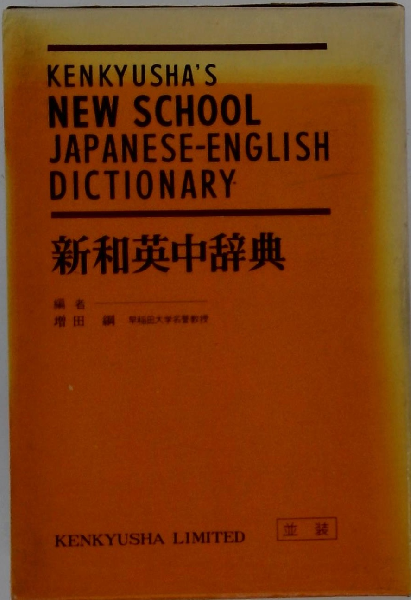 KENKYUSHA'S
NEW SCHOOL
JAPANESE-ENGLISH
DICTIONARY
新和英中辞典
編者
増田 綱 早稲田大学名誉教授
KENKYUSHA LIMITED
並装